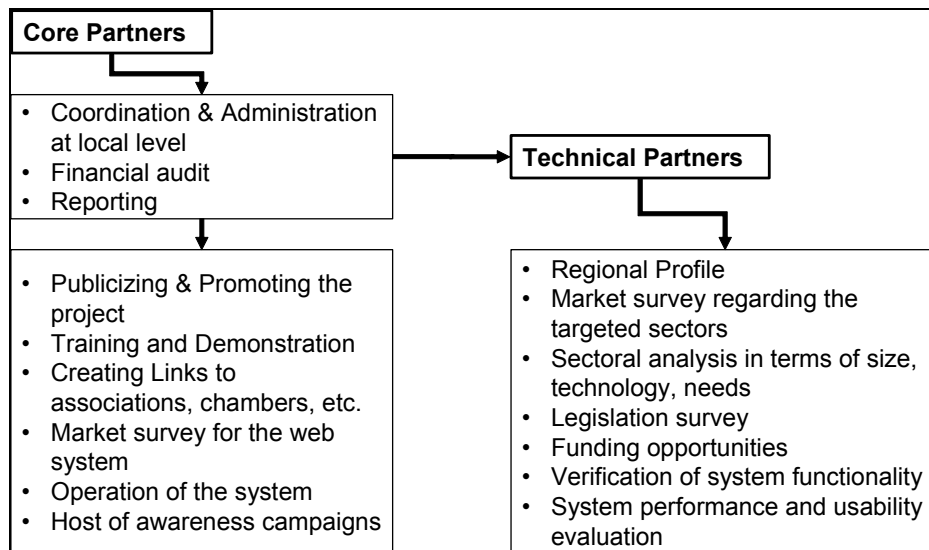 Core Partners
• Coordination & Administration
at local level
• Financial audit
• Reporting
Technical Partners
• Publicizing & Promoting the
project
• Training and Demonstration
• Creating Links to
associations, chambers, etc.
• Market survey for the web
system
• Operation of the system
• Host of awareness campaigns
• Regional Profile
• Market survey regarding the
targeted sectors
• Sectoral analysis in terms of size,
technology, needs
• Legislation survey
• Funding opportunities
• Verification of system functionality
• System performance and usability
evaluation